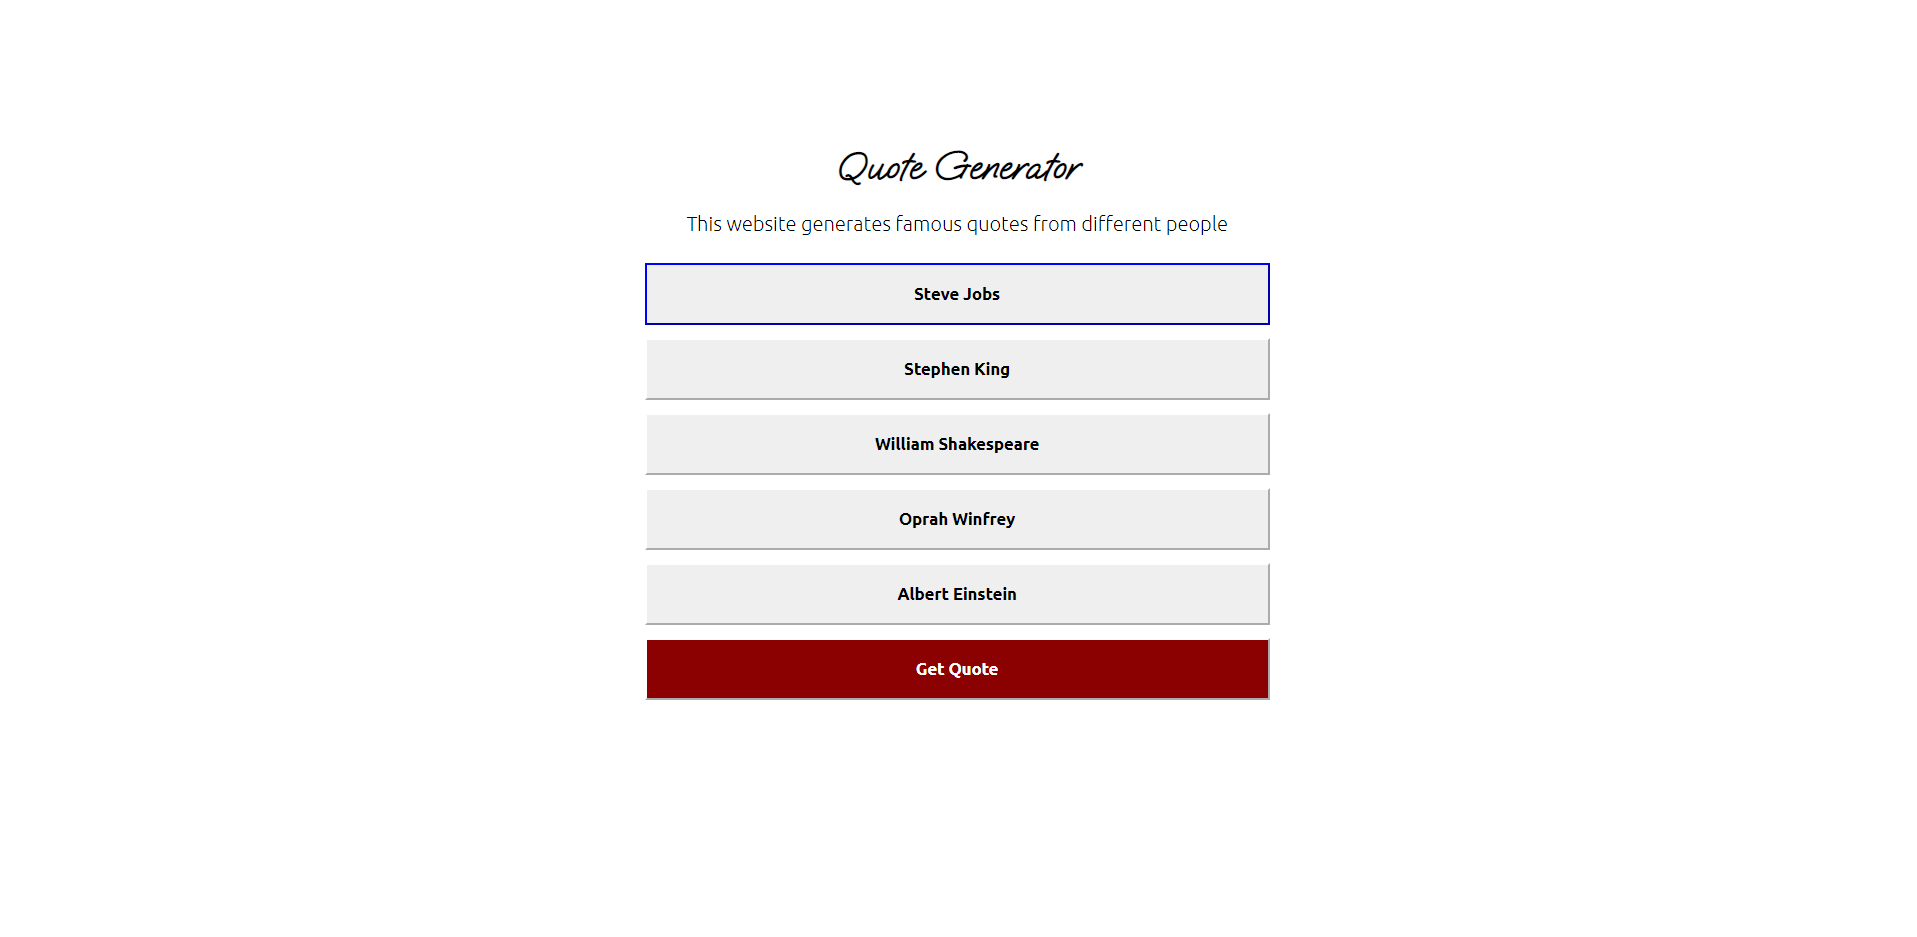 Quote Generator
This website generates famous quotes from different people
Steve Jobs
Stephen King
William Shakespeare
Oprah Winfrey
Albert Einstein
Get Quote